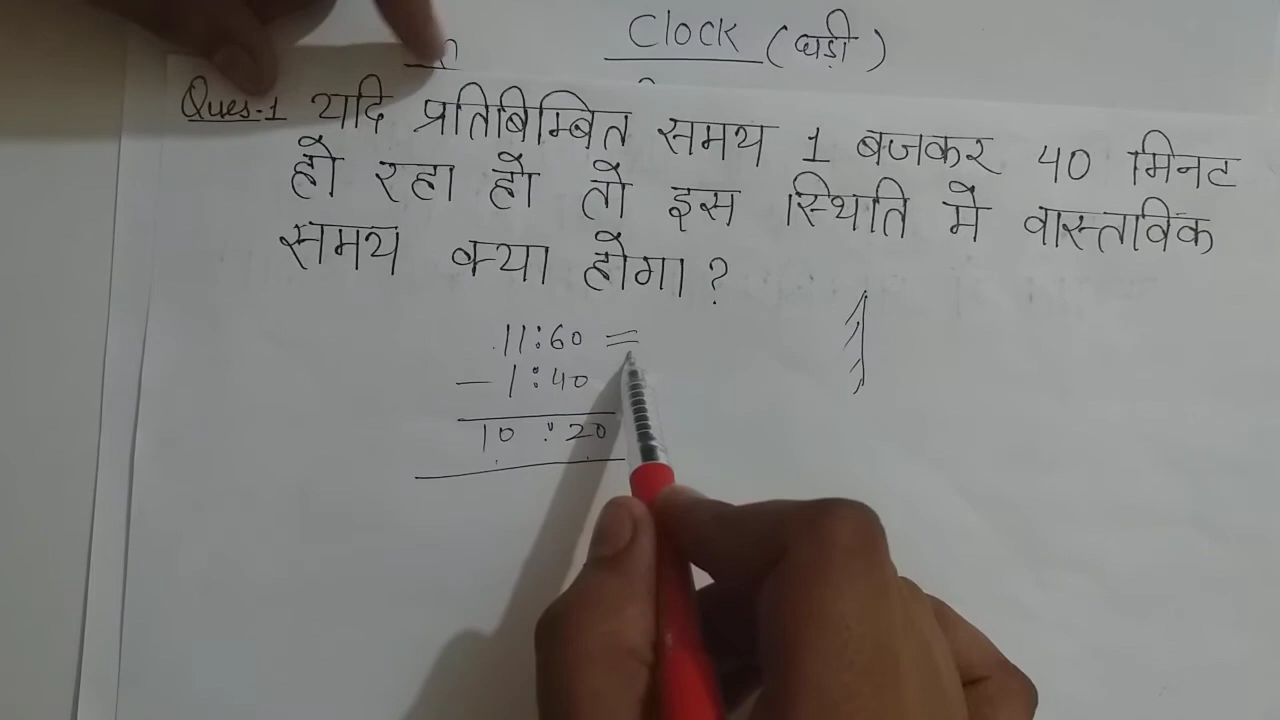 Clock (घड़ी)
Ques.-1 यदि प्रतिबिम्बित समय 1 बजकर 40 मिनट
हो रहा हो तो इस स्थिति मे वास्तविक
समय क्या होगा?
11:60 =
— 1:40
10:20